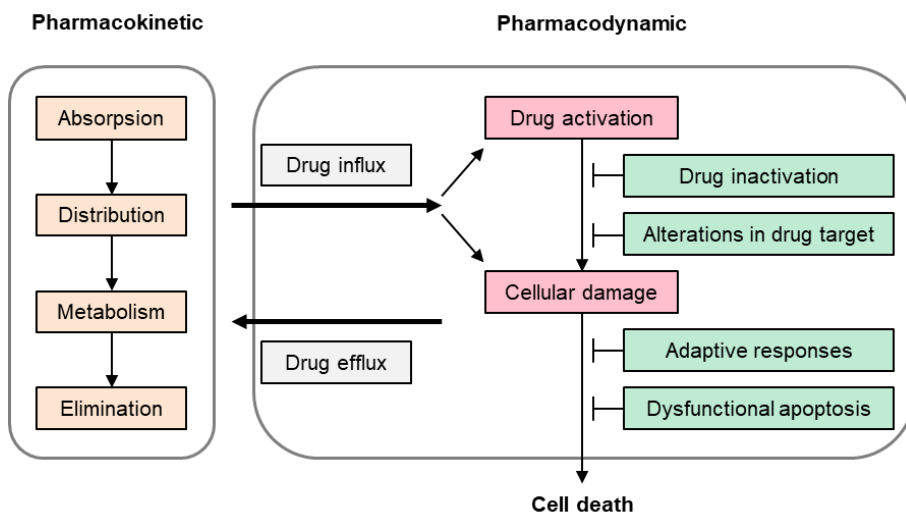 Pharmacokinetic
Pharmacodynamic
Absorpsion
Distribution
Metabolism
Elimination
Drug influx
Drug efflux
Drug activation
Drug inactivation
Alterations in drug target
Cellular damage
Adaptive responses
Dysfunctional apoptosis
Cell death